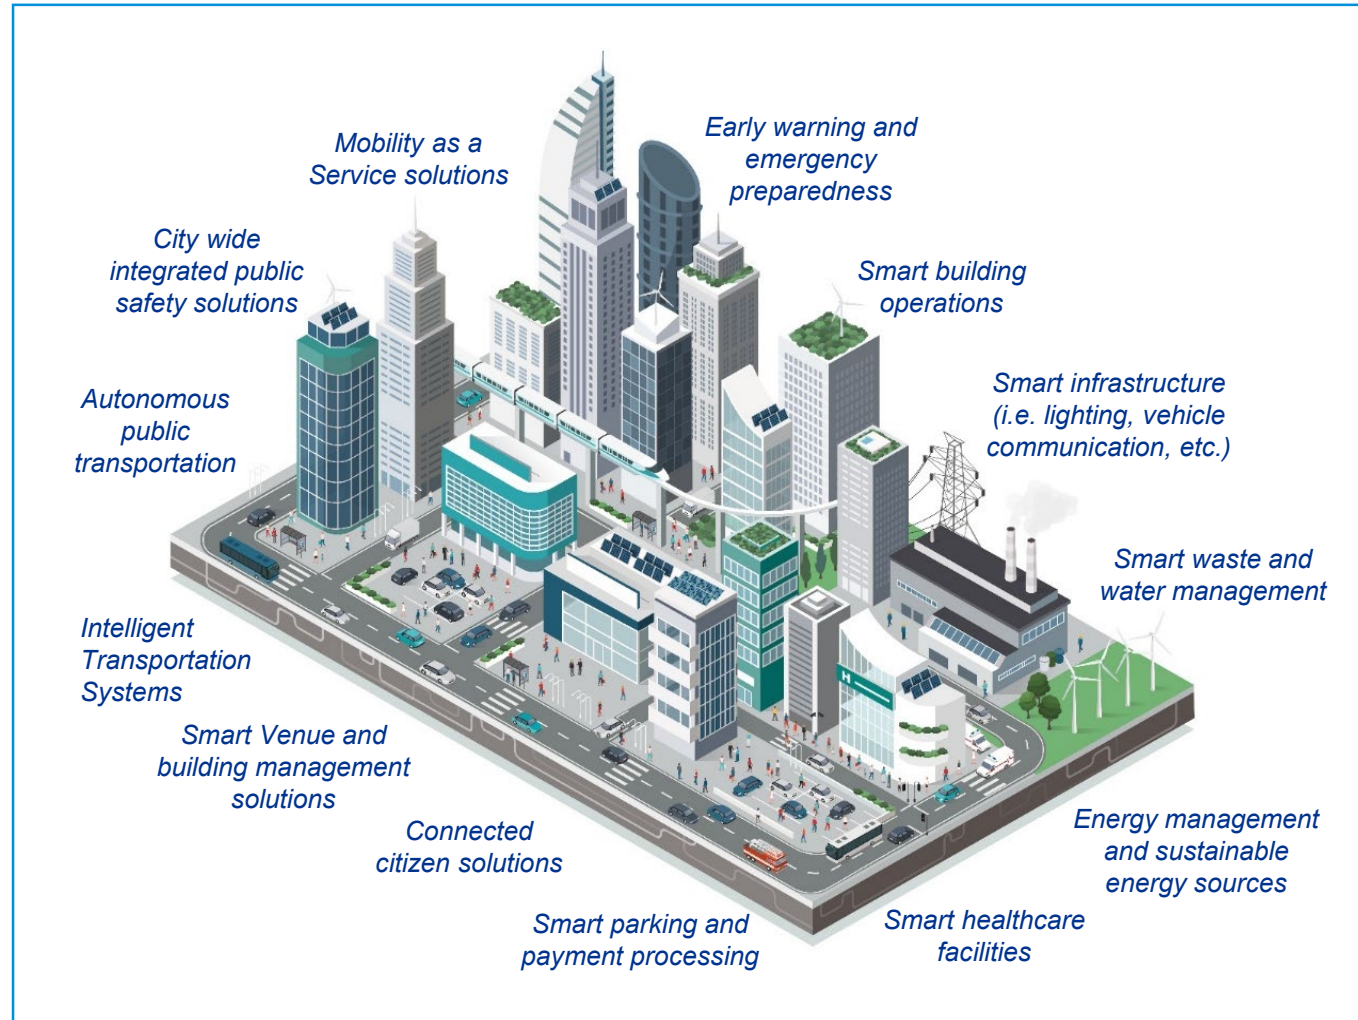 Mobility as a
Service solutions
Early warning and
emergency
preparedness
City wide
integrated public
safety solutions
Smart building
operations
Autonomous
public
transportation
Smart infrastructure
(i.e. lighting, vehicle
communication, etc.)
Smart waste and
water management
Intelligent
Transportation
Systems
Smart Venue and
building management
solutions
Connected
citizen solutions
Energy management
and sustainable
energy sources
Smart parking and
payment processing
Smart healthcare
facilities
H